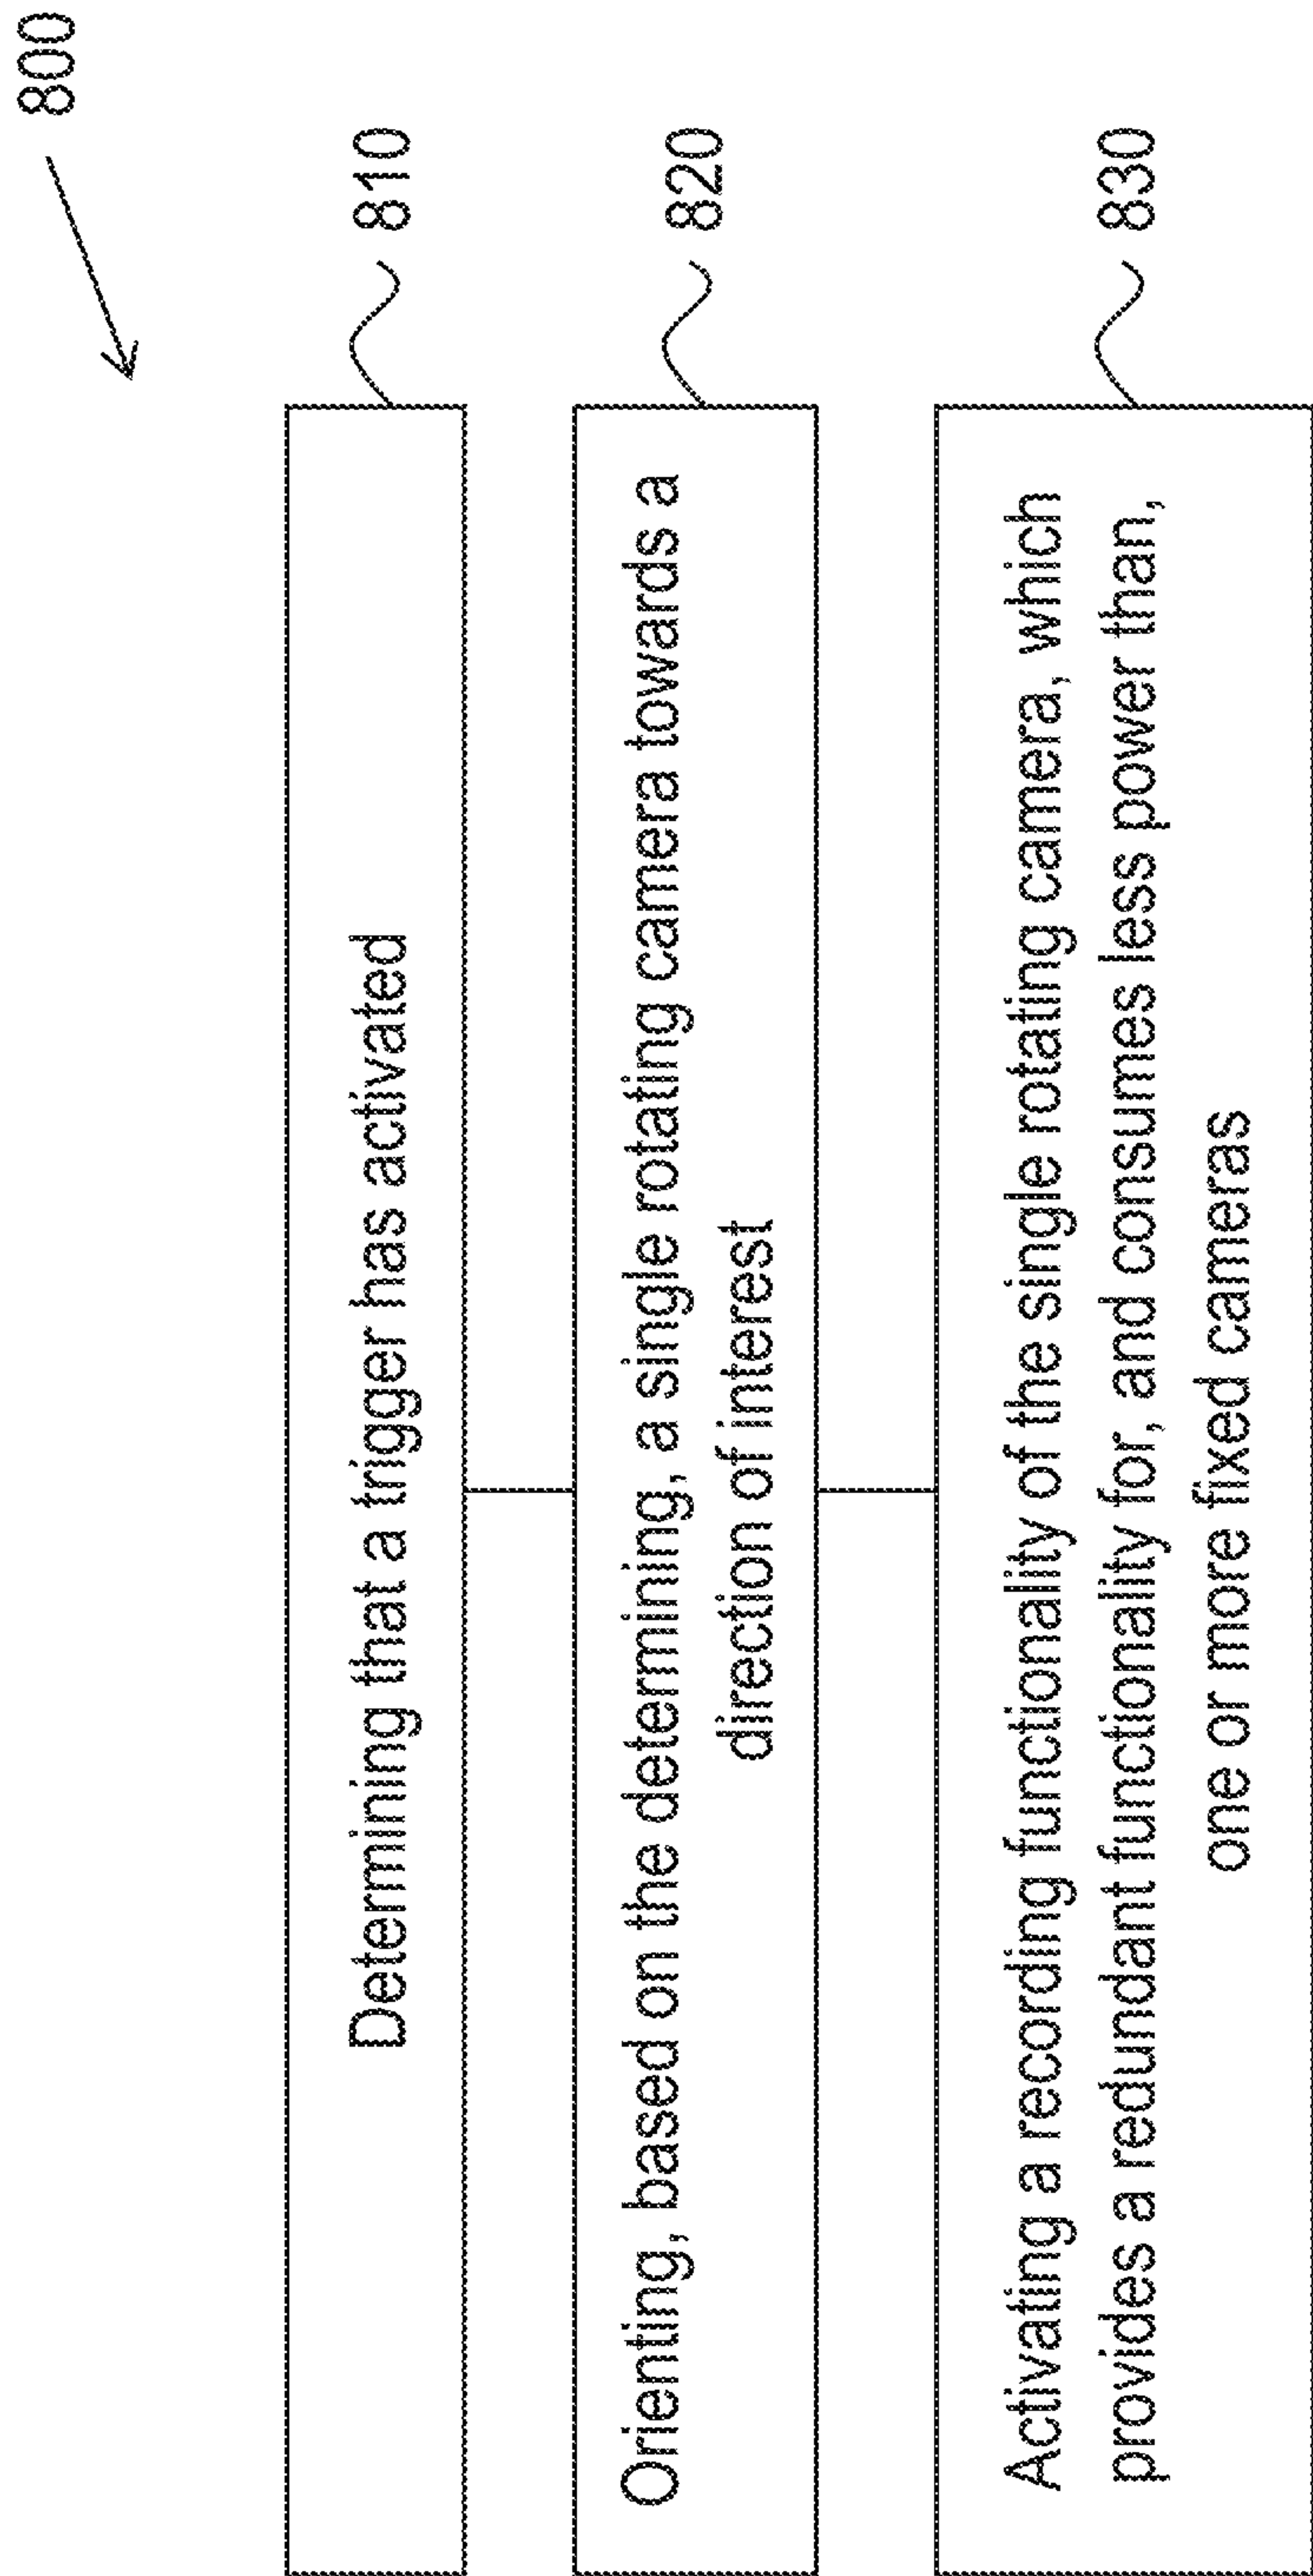 800
Determining that a trigger has activated
810
Orienting, based on the determining, a single rotating camera towards a
direction of interest
820
Activating a recording functionality of the single rotating camera, which
provides a redundant functionality for, and consumes less power than,
one or more fixed cameras
830